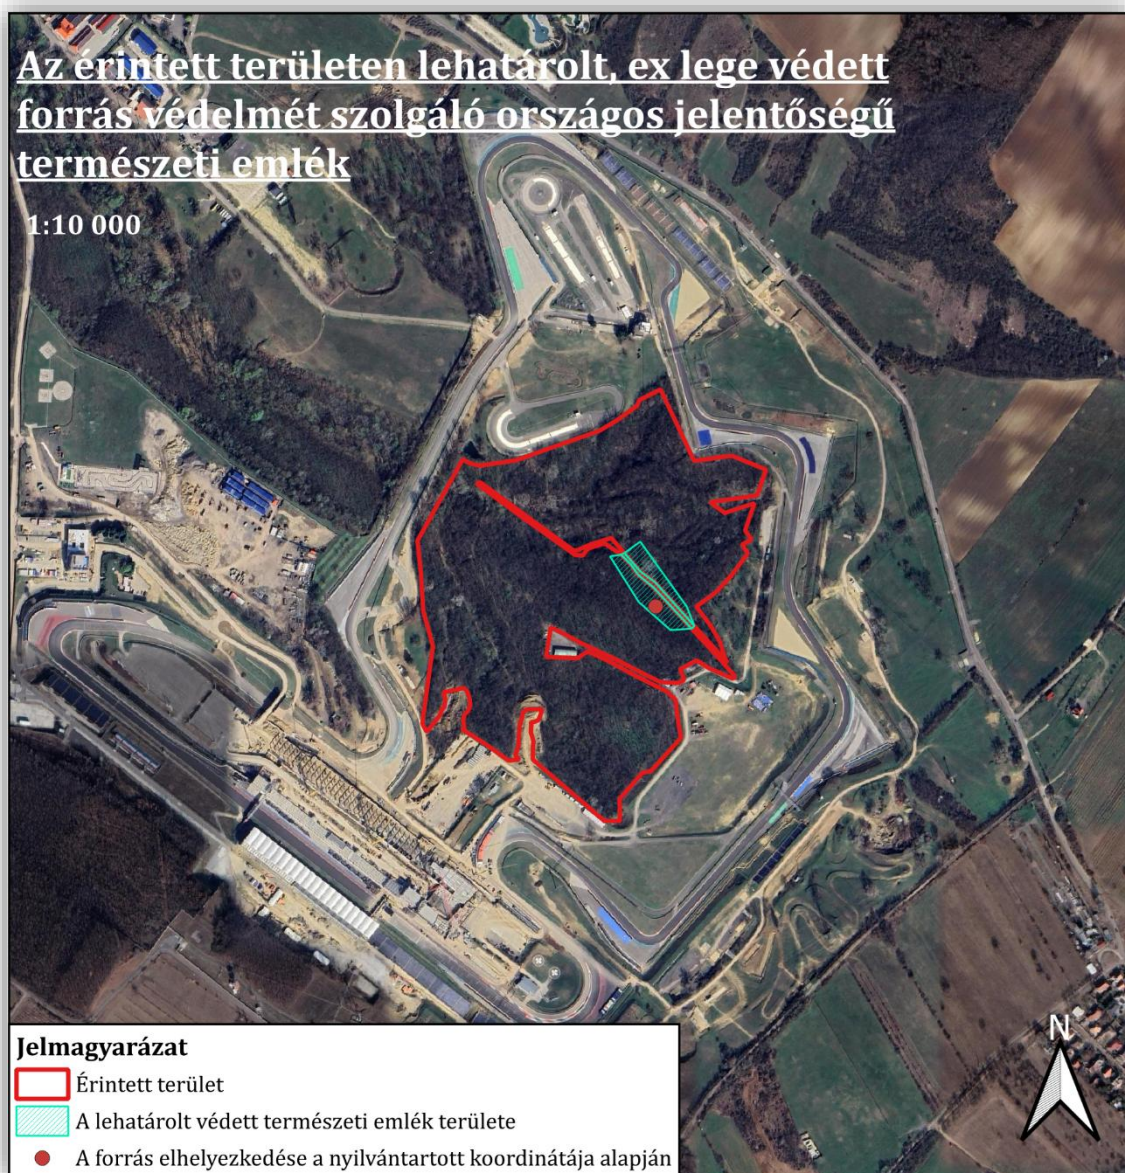 Az érintett területen lehatárolt, ex lege védett
forrás védelmét szolgáló országos jelentőségű
természeti emlék
1:10 000
N
Jelmagyarázat
Érintett terület
A lehatárolt védett természeti emlék területe
A forrás elhelyezkedése a nyilvántartott koordinátája alapján